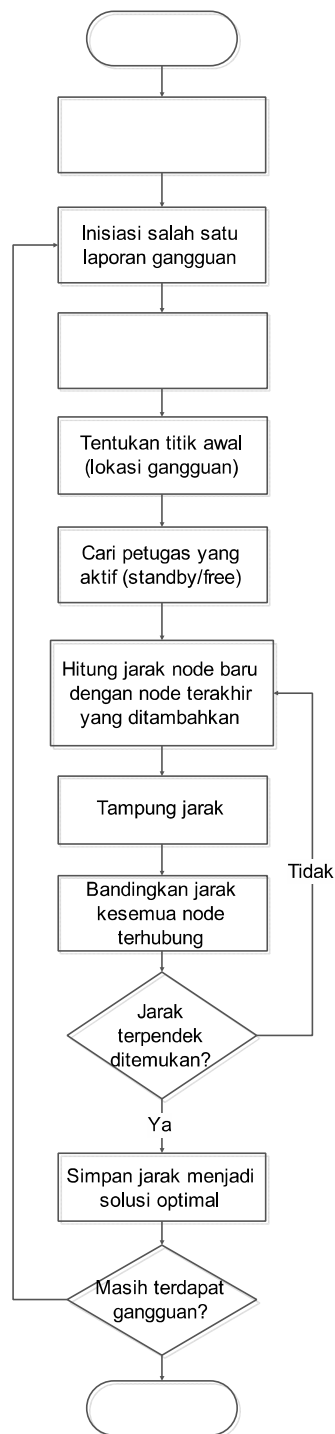 Inisiasi salah satu
laporan gangguan
Tentukan titik awal
(lokasi gangguan)
Cari petugas yang
aktif (standby/free)
Hitung jarak node baru
dengan node terakhir
yang ditambahkan
Tampung jarak
Tidak
Bandingkan jarak
kesemua node
terhubung
Jarak
terpendek
ditemukan?
Ya
Simpan jarak menjadi
solusi optimal
Masih terdapat
gangguan?